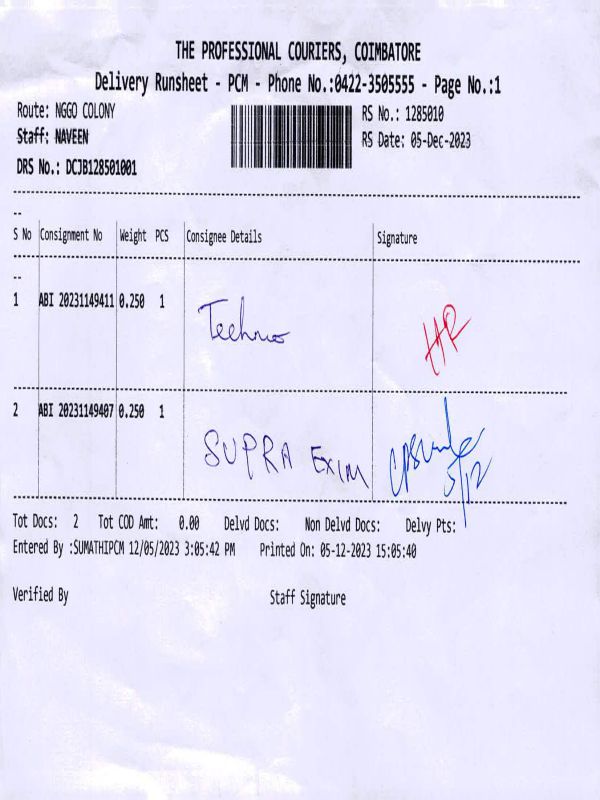 THE PROFESSIONAL COURIERS, COIMBATORE
Delivery Runsheet - PCM - Phone No.:0422-3505555 - Page No.:1
Route: NGGO COLONY
RS No.: 1285010
Staff: NAVEEN
RS Date: 05-Dec-2023
DRS No.: DCJB128501001
--
S No Consignment No Weight PCS Consignee Details Signature
--
1 ABI 20231149411 0.250 1 Techno HR
2 ABI 20231149407 0.250 1 SUPRA EXIM
5/12
Tot Docs: 2 Tot COD Amt: 0.00 Delvd Docs: Non Delvd Docs: Delvy Pts:
Entered By :SUMATHIPCM 12/05/2023 3:05:42 PM Printed On: 05-12-2023 15:05:40
Verified By Staff Signature